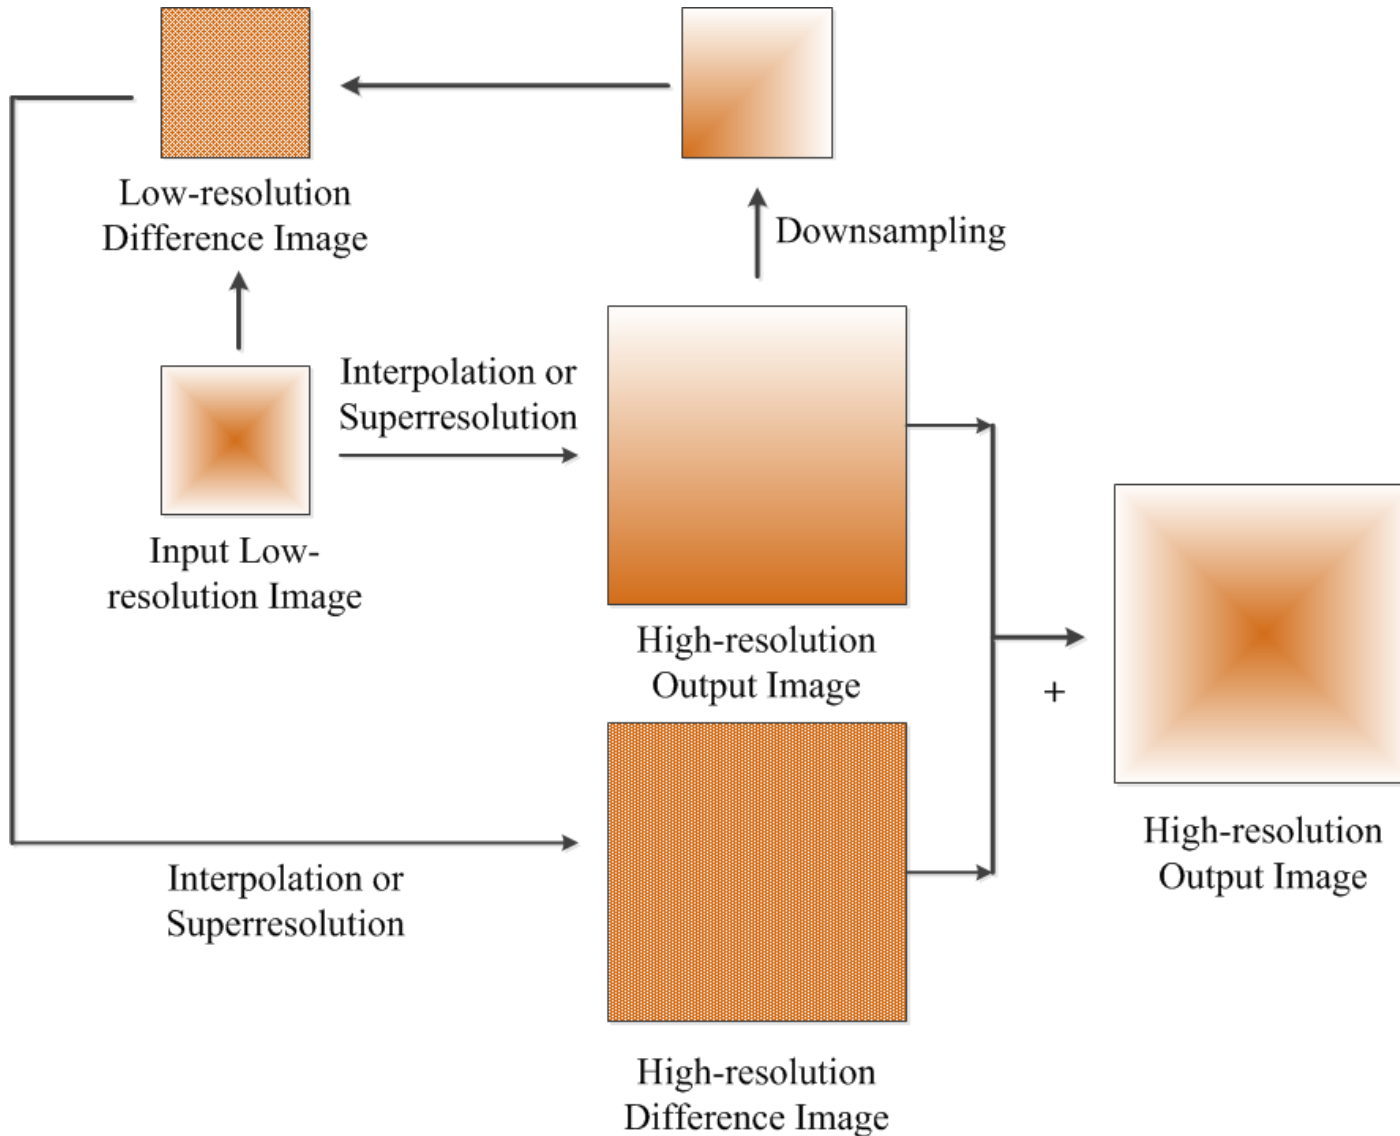 Low-resolution
Difference Image
Downsampling
Interpolation or
Superresolution
Input Low-
resolution Image
High-resolution
Output Image
+
High-resolution
Output Image
Interpolation or
Superresolution
High-resolution
Difference Image